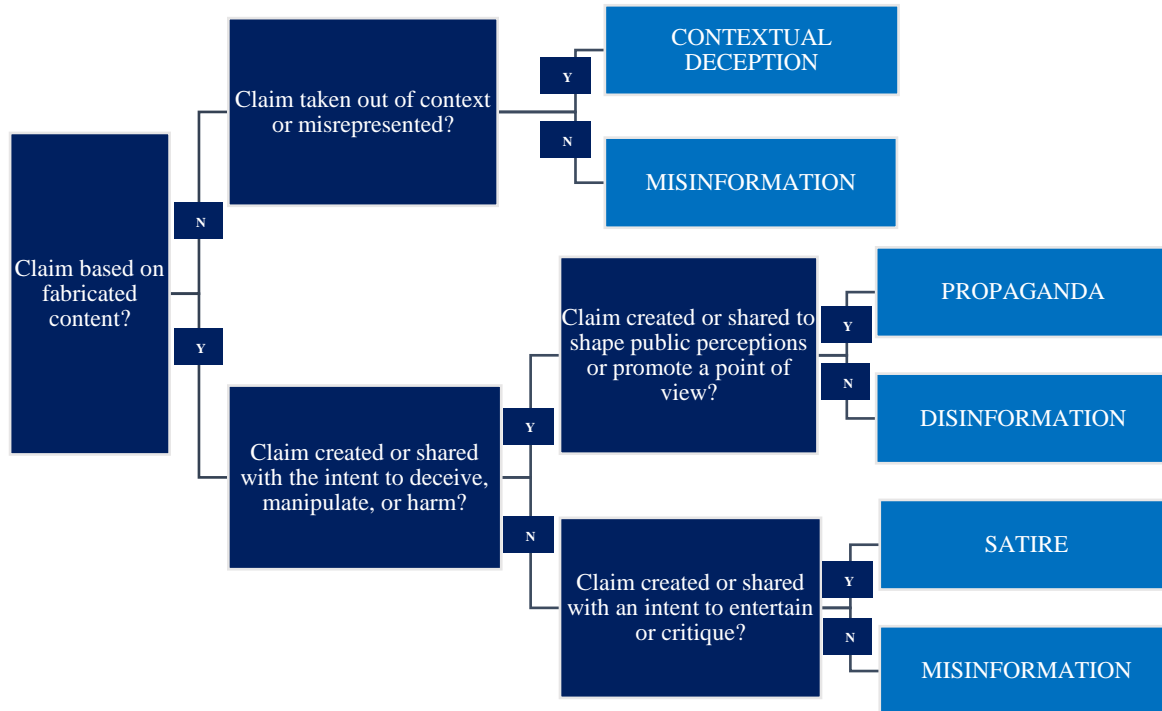 Claim based on
fabricated
content?
N
Y
Claim taken out of context
or misrepresented?
Y
N
CONTEXTUAL
DECEPTION
MISINFORMATION
Claim created or shared
with the intent to deceive,
manipulate, or harm?
Y
N
Claim created or shared to
shape public perceptions
or promote a point of
view?
Y
N
PROPAGANDA
DISINFORMATION
Claim created or shared
with an intent to entertain
or critique?
Y
N
SATIRE
MISINFORMATION